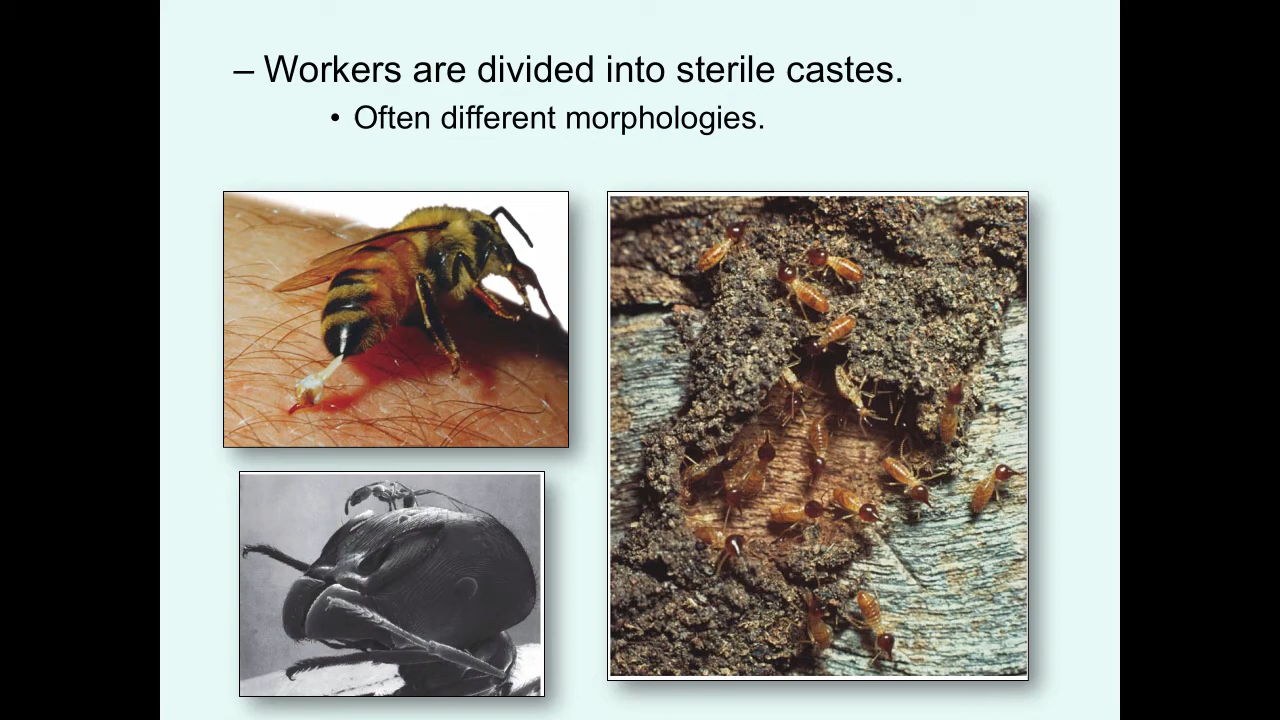 – Workers are divided into sterile castes.
• Often different morphologies.